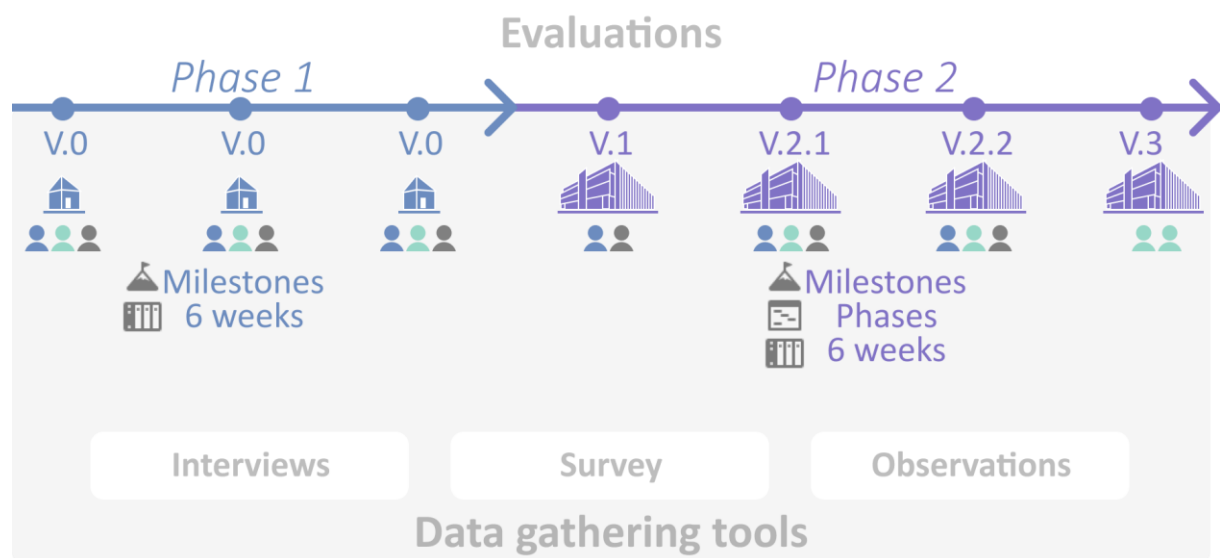 Evaluations
Phase 1 Phase 2
V.0 V.0 V.0 V.1 V.2.1 V.2.2 V.3
Milestones Milestones
6 weeks Phases
6 weeks
Interviews Survey Observations
Data gathering tools